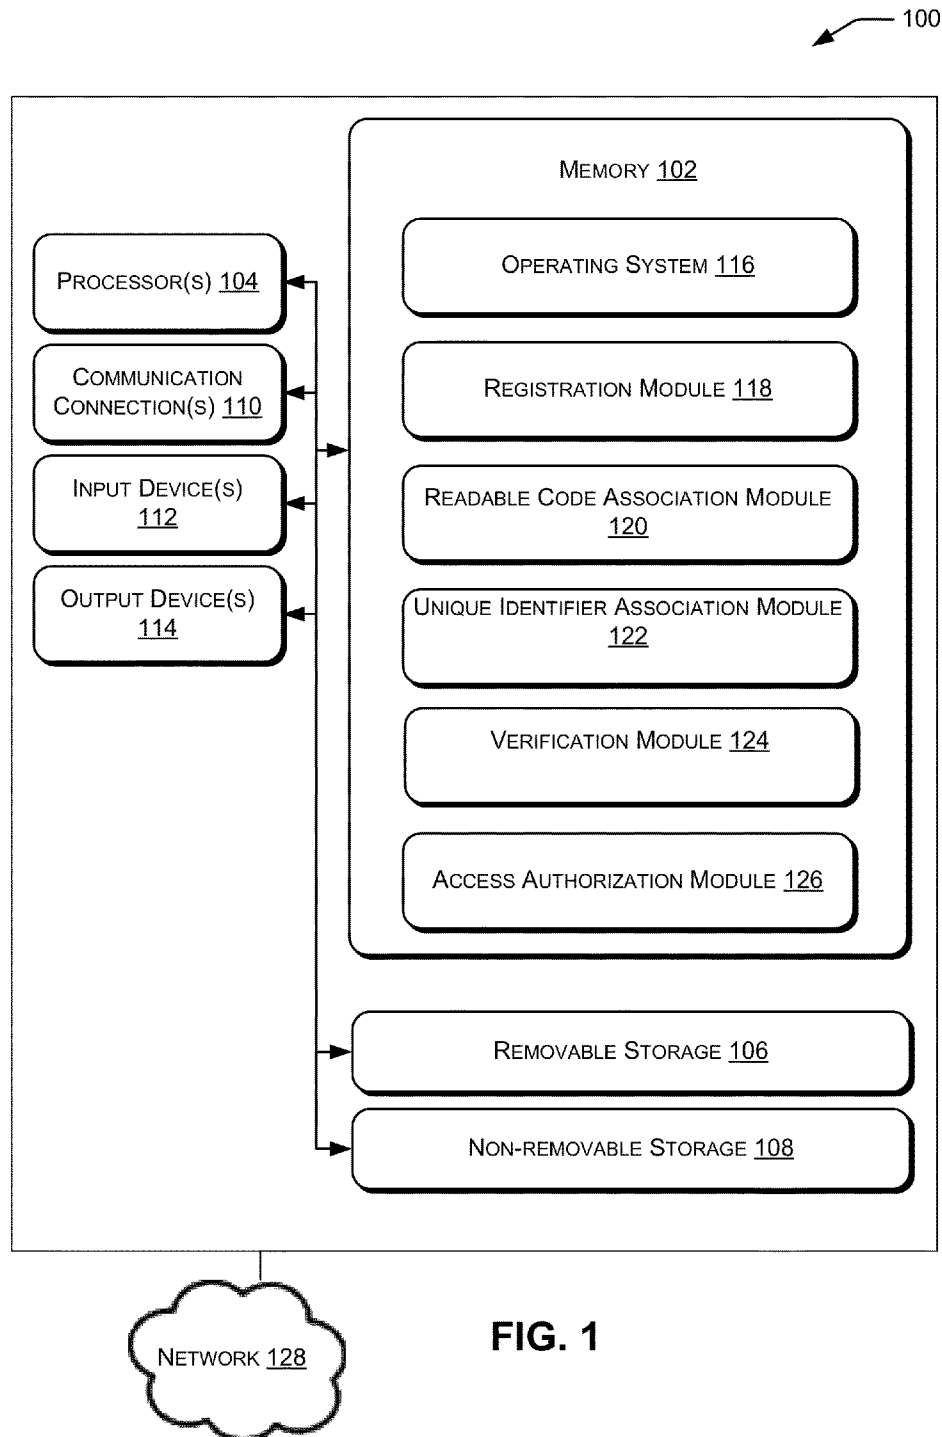 100
MEMORY 102
OPERATING SYSTEM 116
PROCESSOR(S) 104
COMMUNICATION
CONNECTION(S) 110
REGISTRATION MODULE 118
INPUT DEVICE(S)
112
READABLE CODE ASSOCIATION MODULE
120
OUTPUT DEVICE(S)
114
UNIQUE IDENTIFIER ASSOCIATION MODULE
122
VERIFICATION MODULE 124
ACCESS AUTHORIZATION MODULE 126
REMOVABLE STORAGE 106
NON-REMOVABLE STORAGE 108
NETWORK 128
FIG. 1